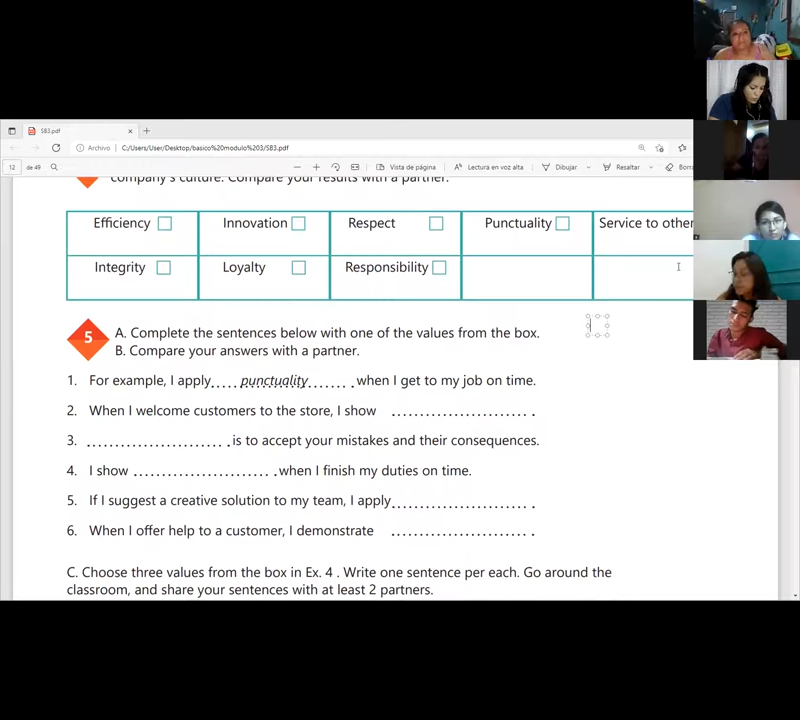 SB3.pdf
Archivo C:/Users/User/Desktop/basico%20modulo%203/SB3.pdf
12 de 49 Vista de página Lectura en voz alta Dibujar Resaltar Borra
company's culture. Compare your results with a partner.
Efficiency Innovation Respect Punctuality Service to other
Integrity Loyalty Responsibility
5 A. Complete the sentences below with one of the values from the box.
B. Compare your answers with a partner.
1. For example, I apply.....punctuality....... .when I get to my job on time.
2. When I welcome customers to the store, I show ....................... .
3. ....................... .is to accept your mistakes and their consequences.
4. I show ....................... .when I finish my duties on time.
5. If I suggest a creative solution to my team, I apply....................... .
6. When I offer help to a customer, I demonstrate ....................... .
C. Choose three values from the box in Ex. 4 . Write one sentence per each. Go around the
classroom, and share your sentences with at least 2 partners.